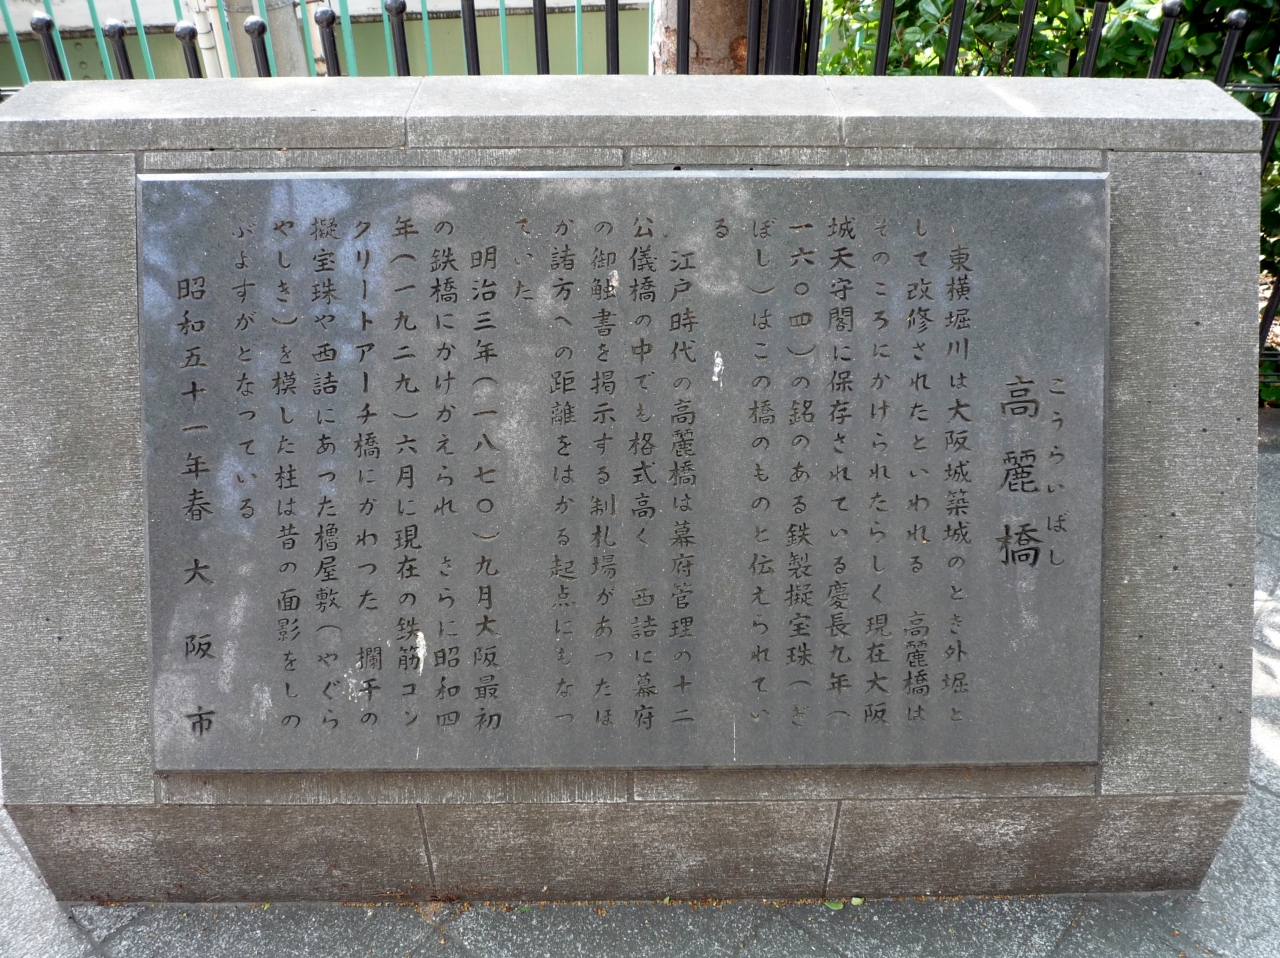 こうらいばし
高麗橋
東横堀川は大阪城築城のとき外堀と
して改修されたといわれる 高麗橋は
そのころにかけられたらしく現在大阪
城天守閣に保存されている慶長九年(
一六〇四)の銘のある鉄製擬宝珠(ぎ
ぼし)はこの橋のものと伝えられてい
る
江戸時代の高麗橋は幕府管理の十二
公儀橋の中でも格式高く 西詰に幕府
の御触書を掲示する制札場があつたほ
か諸方への距離をはかる起点にもなつ
ていた
明治三年(一八七〇)九月大阪最初
の鉄橋にかけかえられ さらに昭和四
年(一九二九)六月に現在の鉄筋コン
クリートアーチ橋にかわつた 欄干の
擬宝珠や西詰にあつた櫓屋敷(やぐら
やしき)を模した柱は昔の面影をしの
ぶよすがとなつている
昭和五十一年春 大阪市